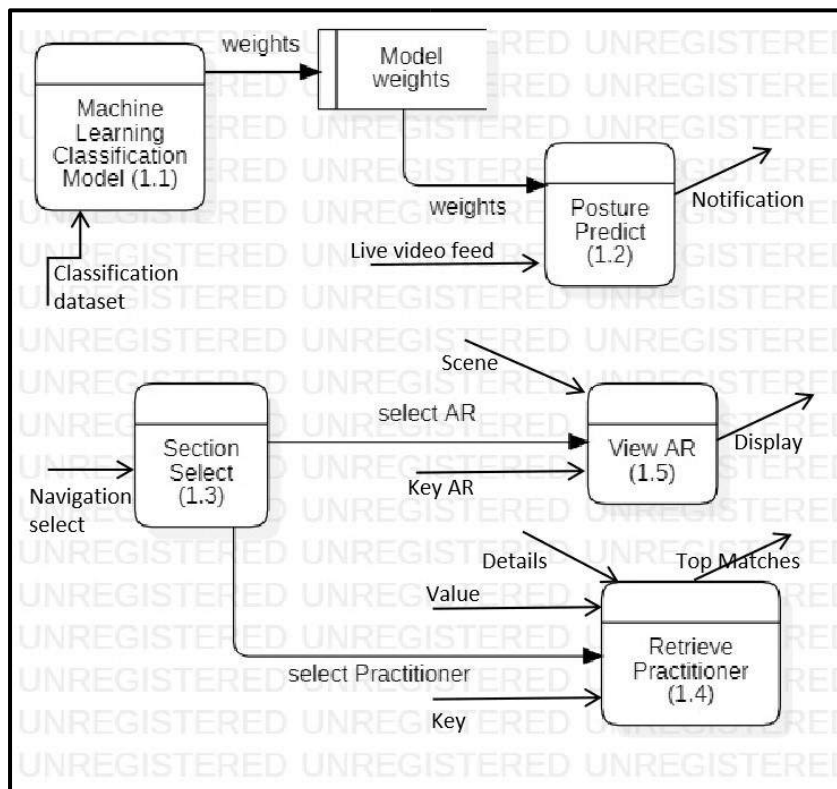 UNREGISTERED UNREGISTERED UNREGISTERED
weights
Model
weights
Machine
Learning
Classification
Model (1.1)
weights
Posture
Predict
(1.2)
Notification
Live video feed
Classification
dataset
Scene
select AR
Section
Select
(1.3)
View AR
(1.5)
Display
Key AR
Navigation
select
Details
Top Matches
Value
Retrieve
Practitioner
(1.4)
select Practitioner
Key